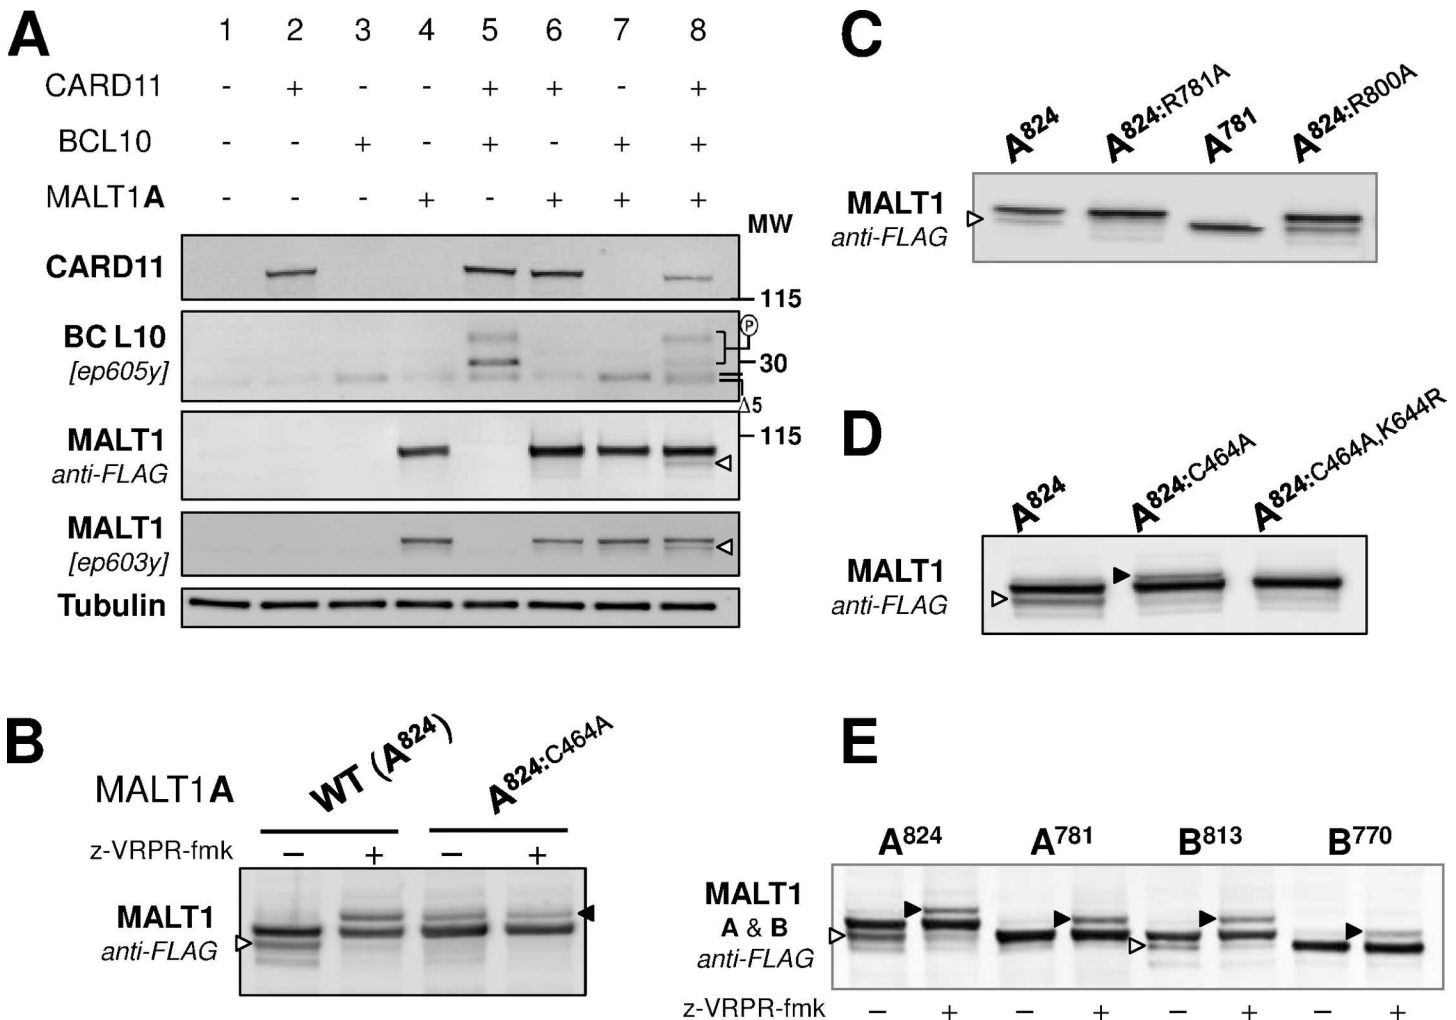 A
1 2 3 4 5 6 7 8
CARD11 - + - - + + - +
BCL10 - - + - + - + +
MALT1A - - - + - + + +
MW
CARD11
115
BCL10
[ep605y]
P
30
Δ5
MALT1
anti-FLAG
115
MALT1
[ep603y]
Tubulin
B
MALT1A
WT (A824)
A824:C464A
z-VRPR-fmk − + − +
MALT1
anti-FLAG
C
A824 A824:R781A A781 A824:R800A
MALT1
anti-FLAG
D
A824 A824:C464A A824:C464A,K644R
MALT1
anti-FLAG
E
A824 A781 B813 B770
MALT1
A & B
anti-FLAG
z-VRPR-fmk − + − + − + − +